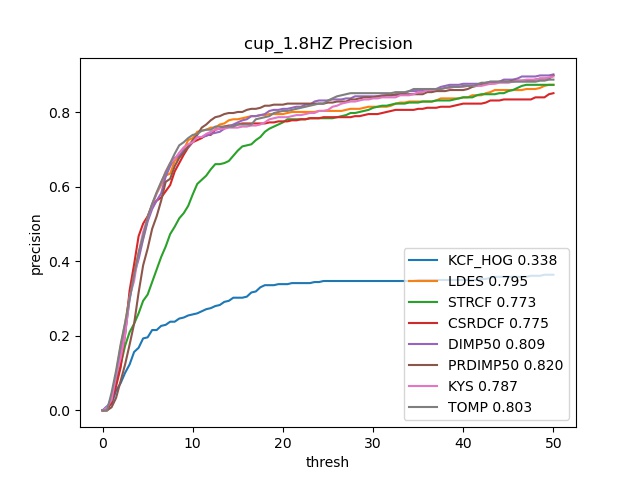 cup_1.8HZ Precision
precision
0.8
0.6
0.4
0.2
0.0
KCF_HOG 0.338
LDES 0.795
STRCF 0.773
CSRDCF 0.775
DIMP50 0.809
PRDIMP50 0.820
KYS 0.787
TOMP 0.803
0 10 20 30 40 50
thresh